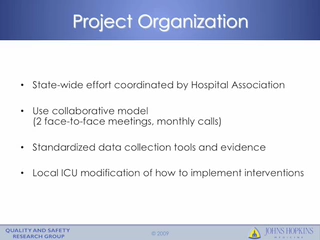 Project Organization
• State-wide effort coordinated by Hospital Association
• Use collaborative model
(2 face-to-face meetings, monthly calls)
• Standardized data collection tools and evidence
• Local ICU modification of how to implement interventions
QUALITY AND SAFETY
RESEARCH GROUP
© 2009
JOHNS HOPKINS
MEDICINE